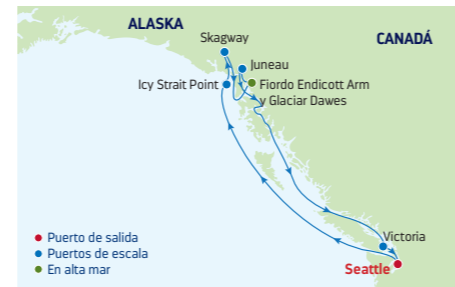 ALASKA
CANADÁ
Skagway
Juneau
Icy Strait Point
Fiordo Endicott Arm
y Glaciar Dawes
Puerto de salida
Puertos de escala
En alta mar
Victoria
Seattle